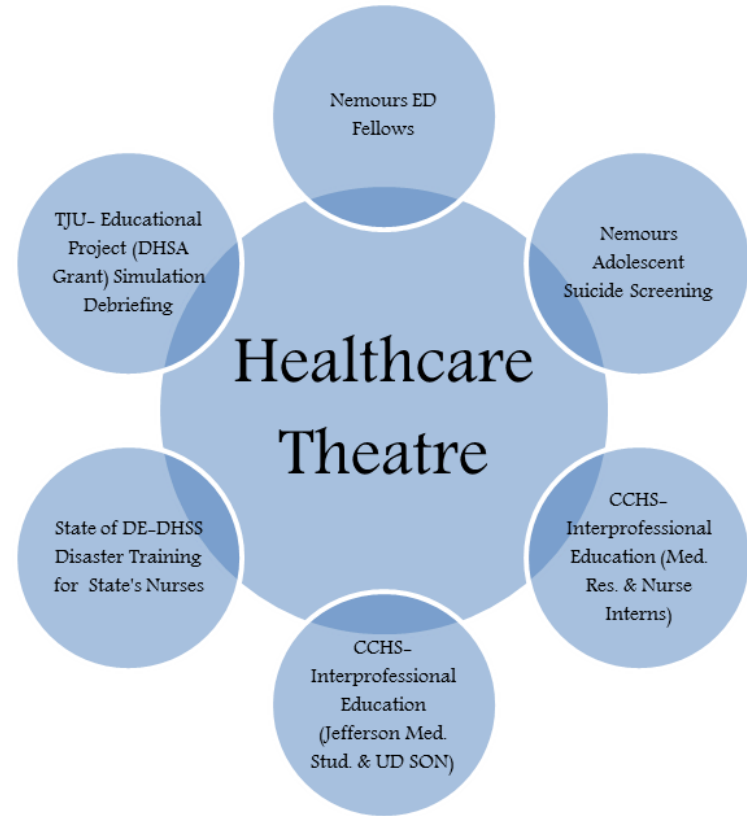 Nemours ED
Fellows
TJU- Educational
Project (DHSA
Grant) Simulation
Debriefing
Nemours
Adolescent
Suicide Screening
Healthcare
Theatre
State of DE-DHSS
Disaster Training
for State's Nurses
CCHS-
Interprofessional
Education (Med.
Res. & Nurse
Interns)
CCHS-
Interprofessional
Education
(Jefferson Med.
Stud. & UD SON)